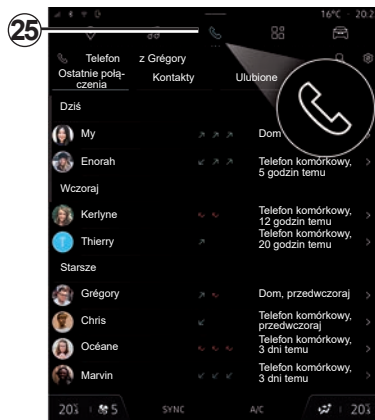 25
16°C 20.2
Telefon z Grégory
Ostatnie połą-
czenia
Kontakty
Ulubione
Dziś
My
Dom
Enorah
Telefon komórkowy,
5 godzin temu
Wczoraj
Kerlyne
Telefon komórkowy,
12 godzin temu
Thierry
Telefon komórkowy,
20 godzin temu
Starsze
Grégory
Dom, przedwczoraj
Chris
Telefon komórkowy,
przedwczoraj
Océane
Telefon komórkowy,
3 dni temu
Marvin
Telefon komórkowy,
3 dni temu
5 SYNC A/C